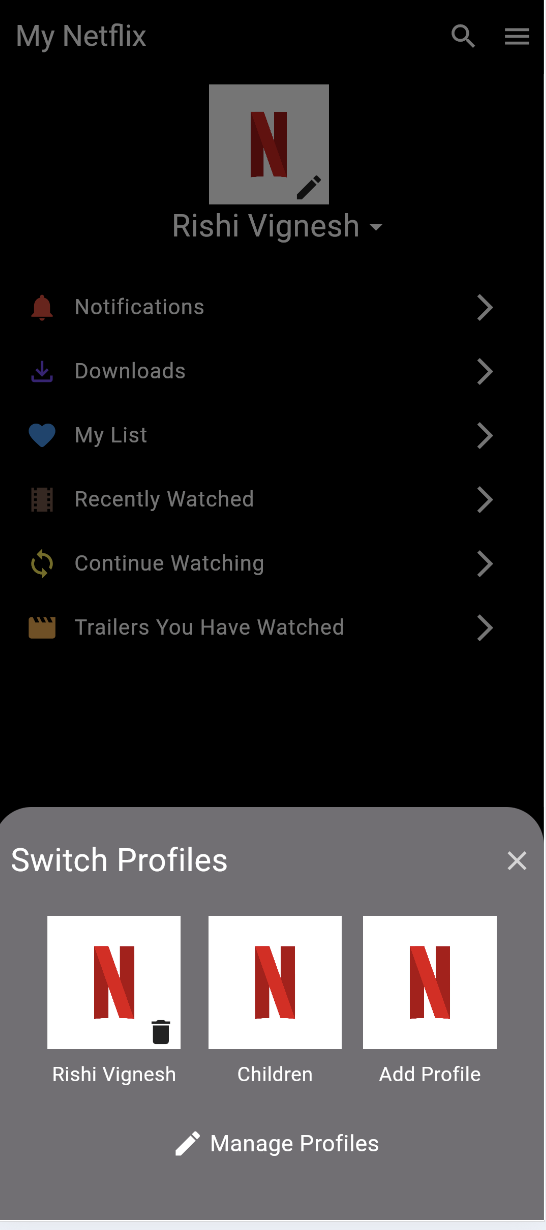 My Netflix
Rishi Vignesh
Notifications
Downloads
My List
Recently Watched
Continue Watching
Trailers You Have Watched
Switch Profiles
N N N
Rishi Vignesh Children Add Profile
Manage Profiles